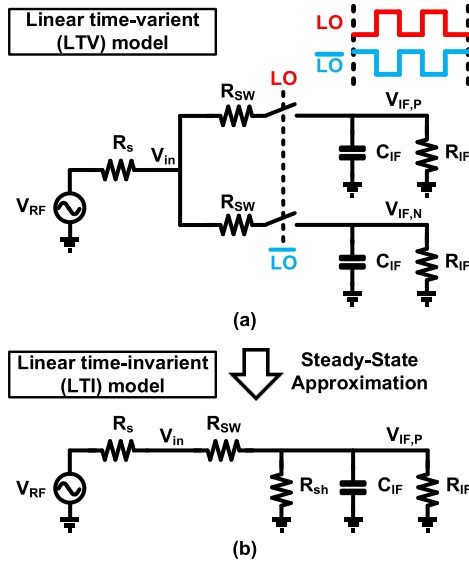 Linear time-varient
(LTV) model
LO
LO
RSW
LO
VIF,P
Rs
Vin
CIF
RIF
VRF
RSW
VIF,N
LO
CIF
RIF
(a)
Linear time-invarient
(LTI) model
Steady-State
Approximation
Rs
Vin
RSW
VIF,P
VRF
Rsh
CIF
RIF
(b)